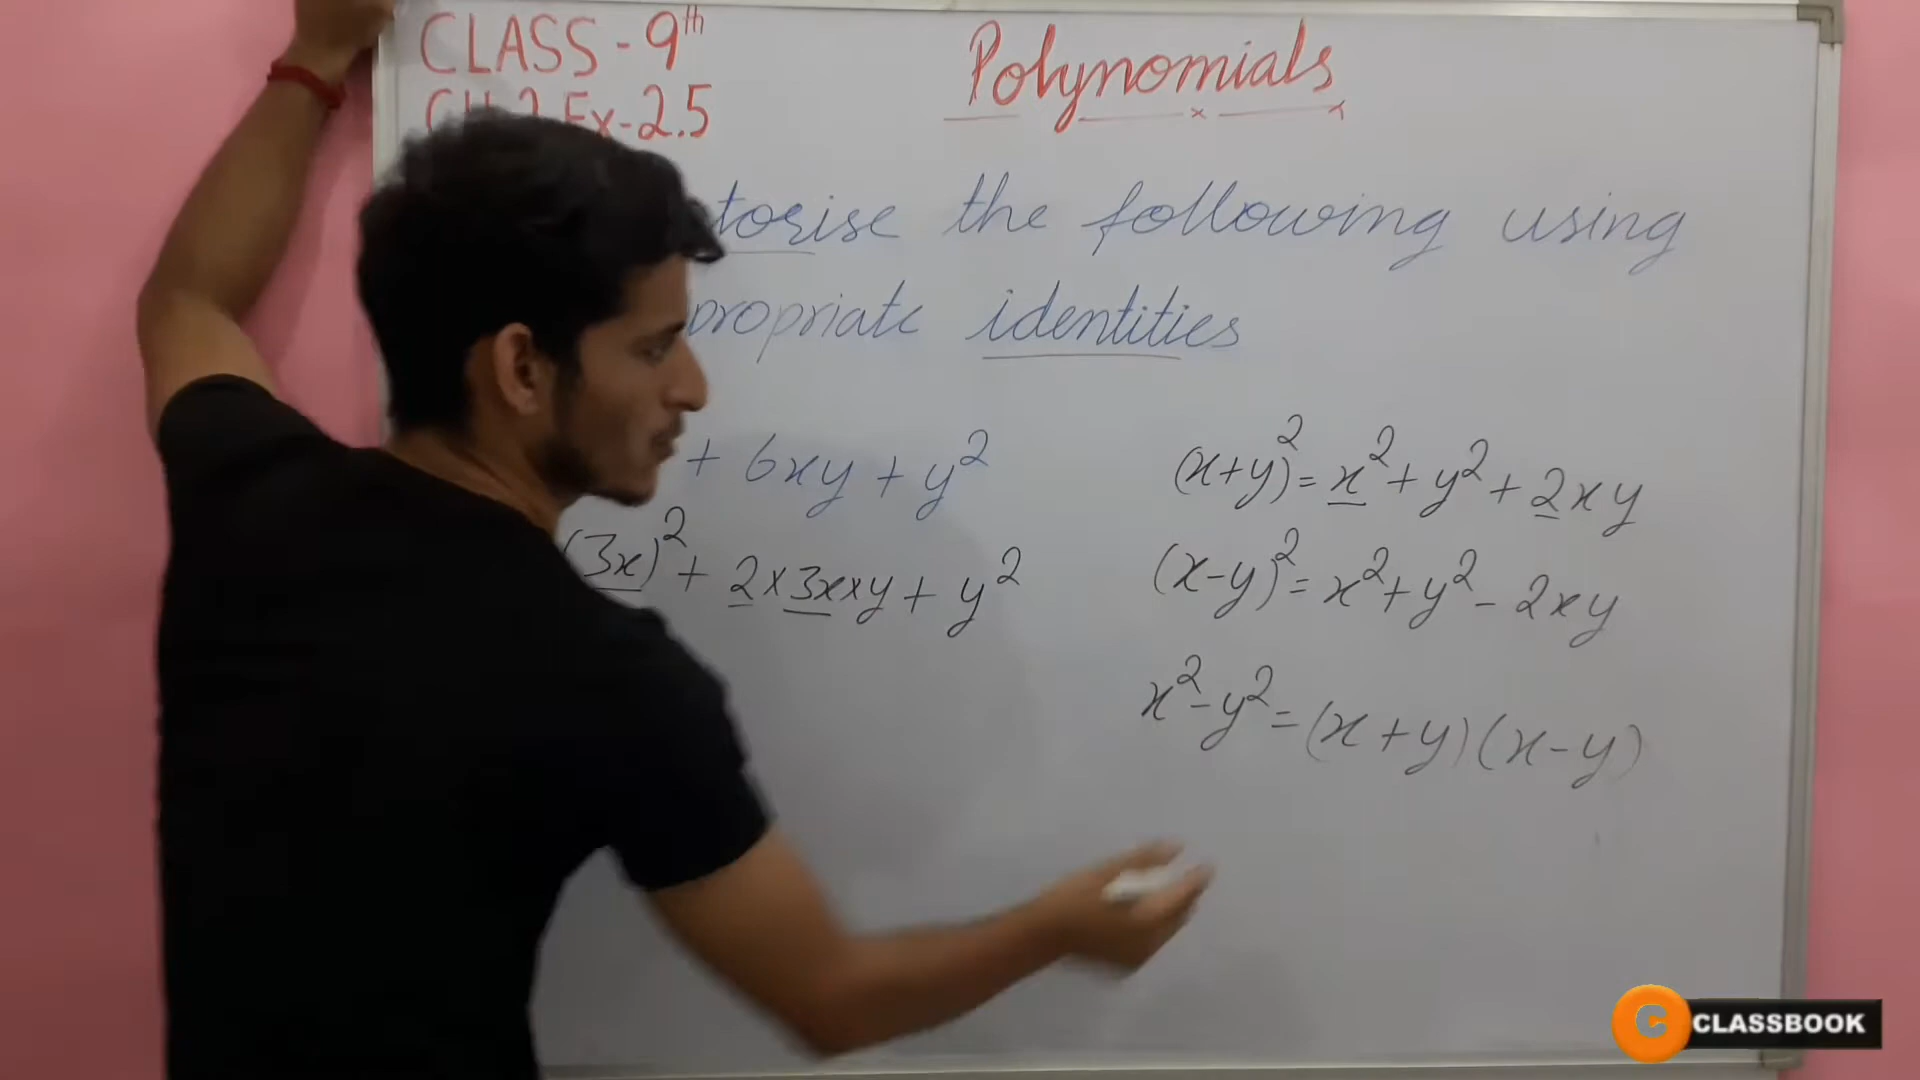 CLASS-9th
Ex-2.5
Polynomials
torise the following using
propriate identities
+ 6xy + y²
(3x)² + 2×3x×y + y²
(x+y)² = x² + y² + 2xy
(x-y)² = x² + y² - 2xy
x² - y² = (x+y)(x-y)
C CLASSBOOK